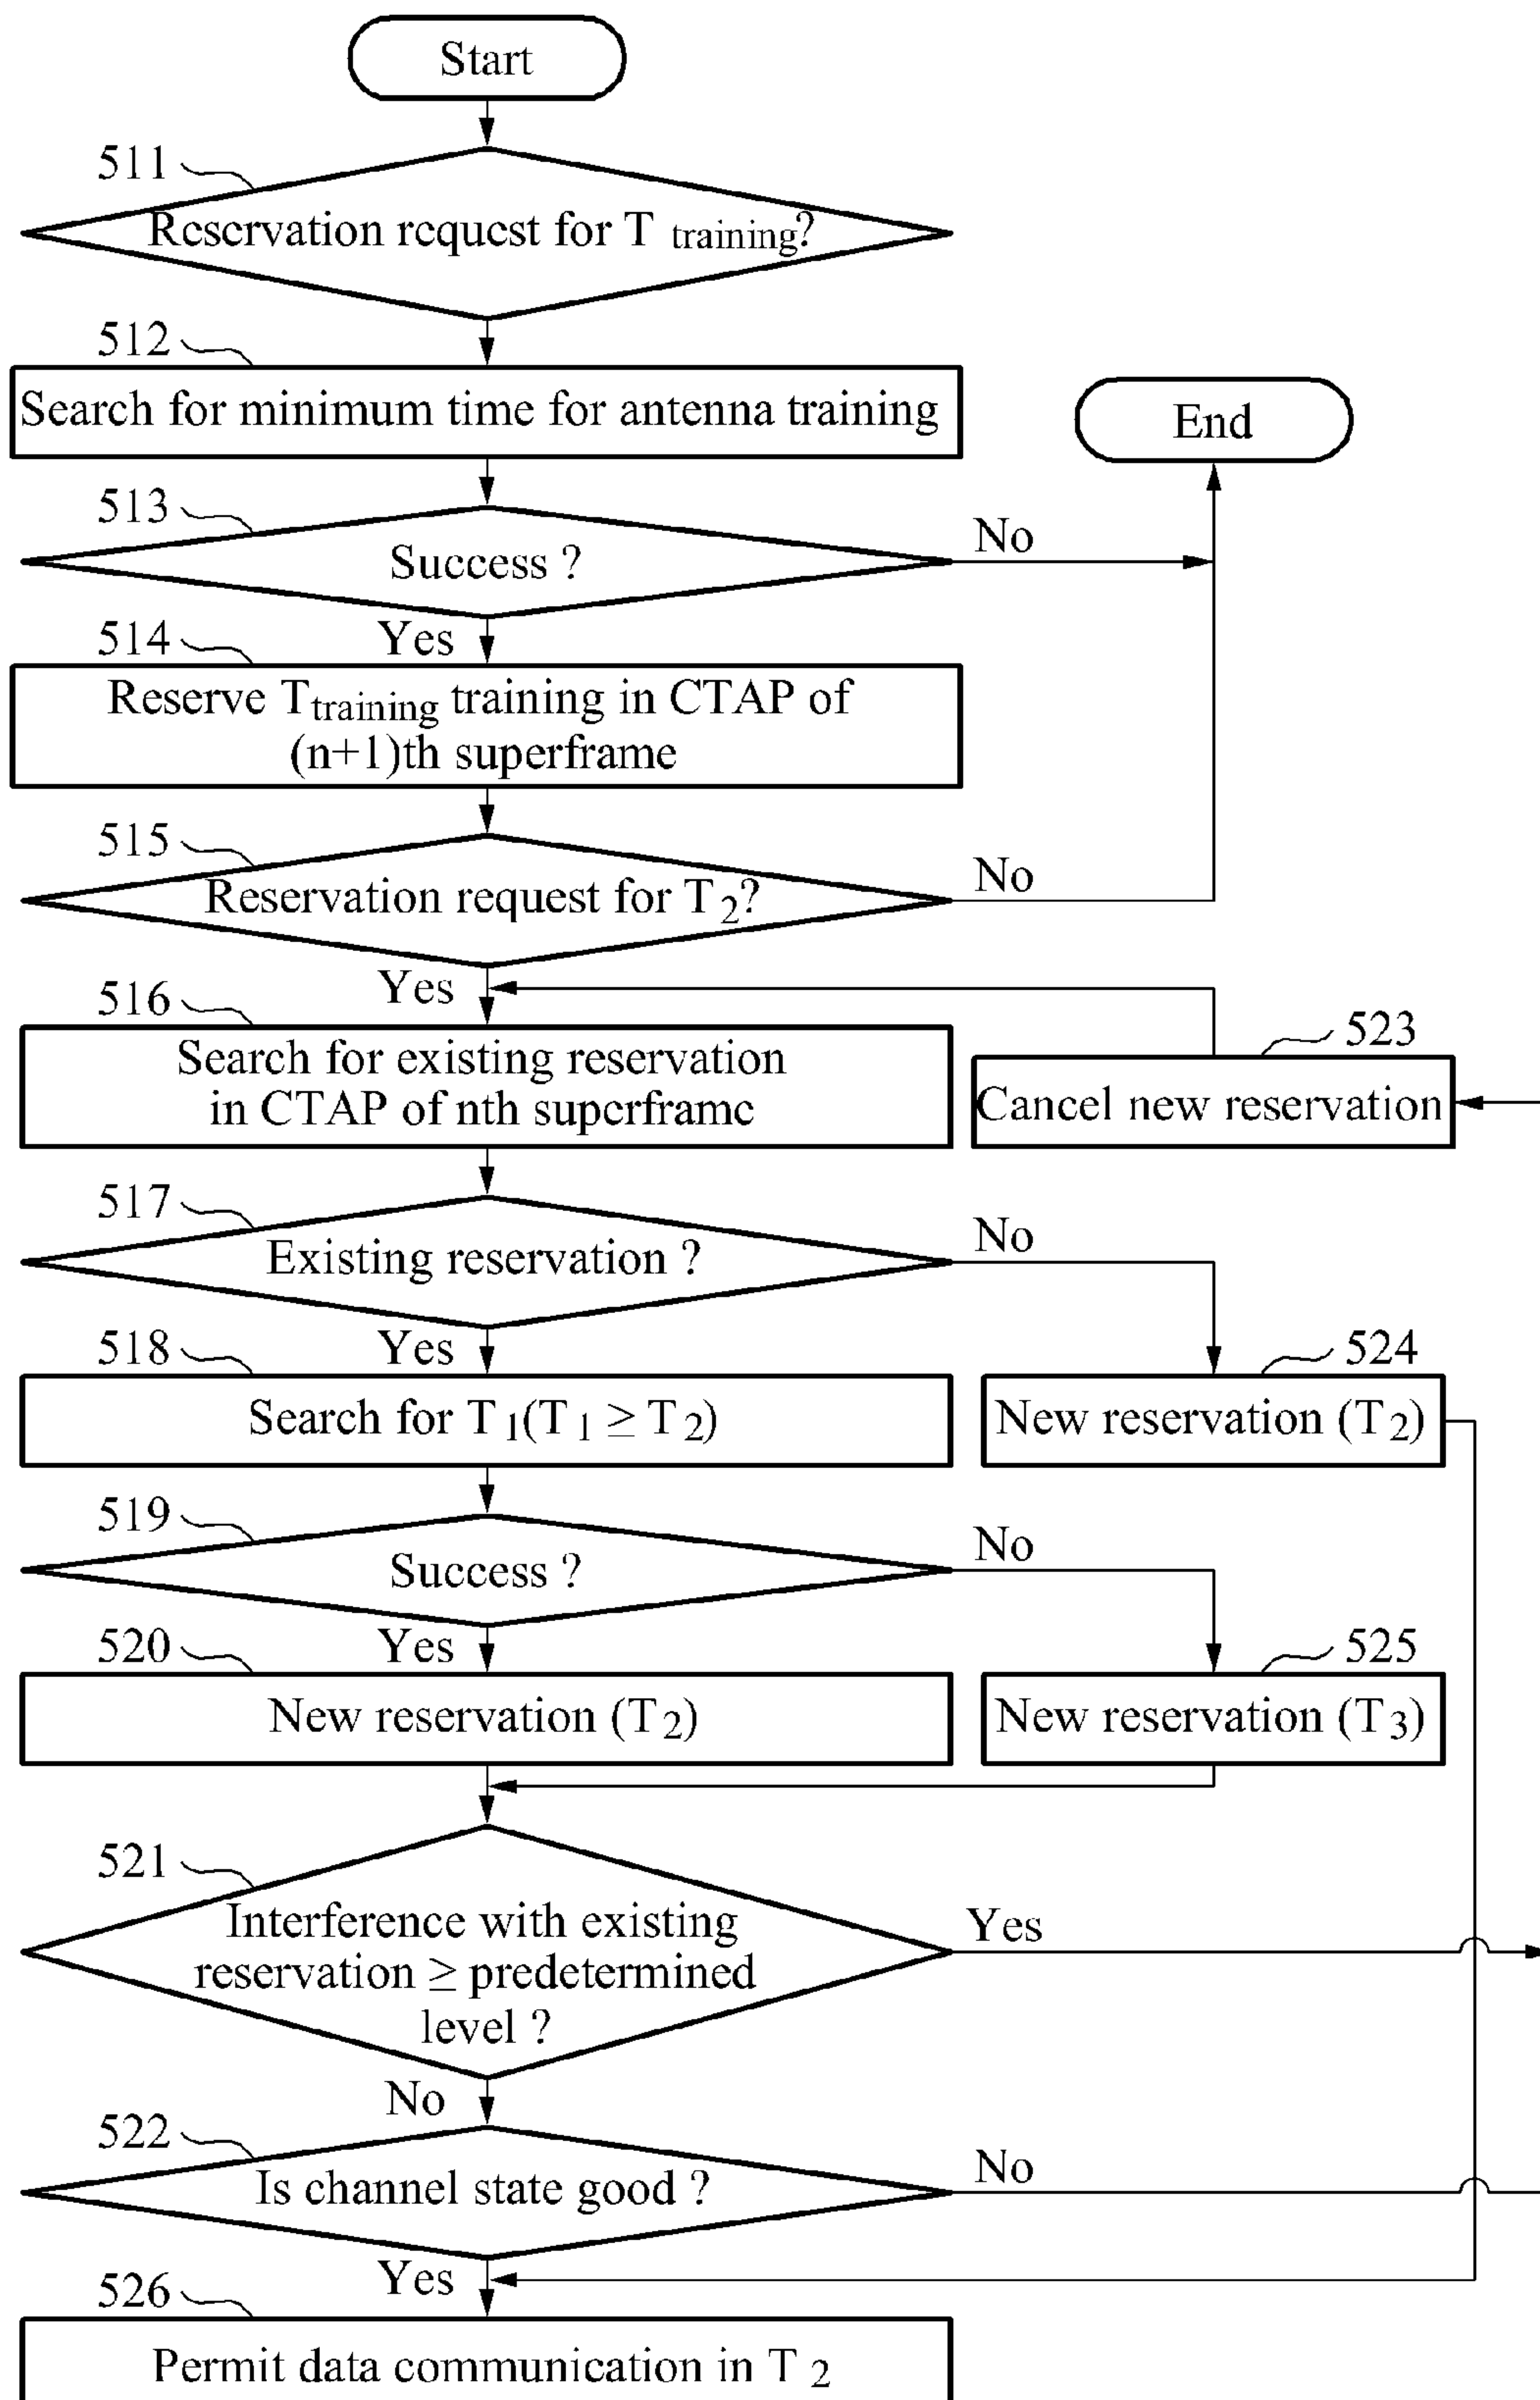 Start
511
Reservation request for T training?
512
Search for minimum time for antenna training
End
513
Success ?
No
Yes
514
Reserve Ttraining training in CTAP of
(n+1)th superframe
515
Reservation request for T2?
No
Yes
516
Search for existing reservation
in CTAP of nth superframe
523
Cancel new reservation
517
Existing reservation ?
No
Yes
518
Search for T1(T1 ≥ T2)
524
New reservation (T2)
519
Success ?
No
Yes
520
New reservation (T2)
525
New reservation (T3)
521
Interference with existing
reservation ≥ predetermined
level ?
Yes
No
522
Is channel state good ?
No
Yes
526
Permit data communication in T2